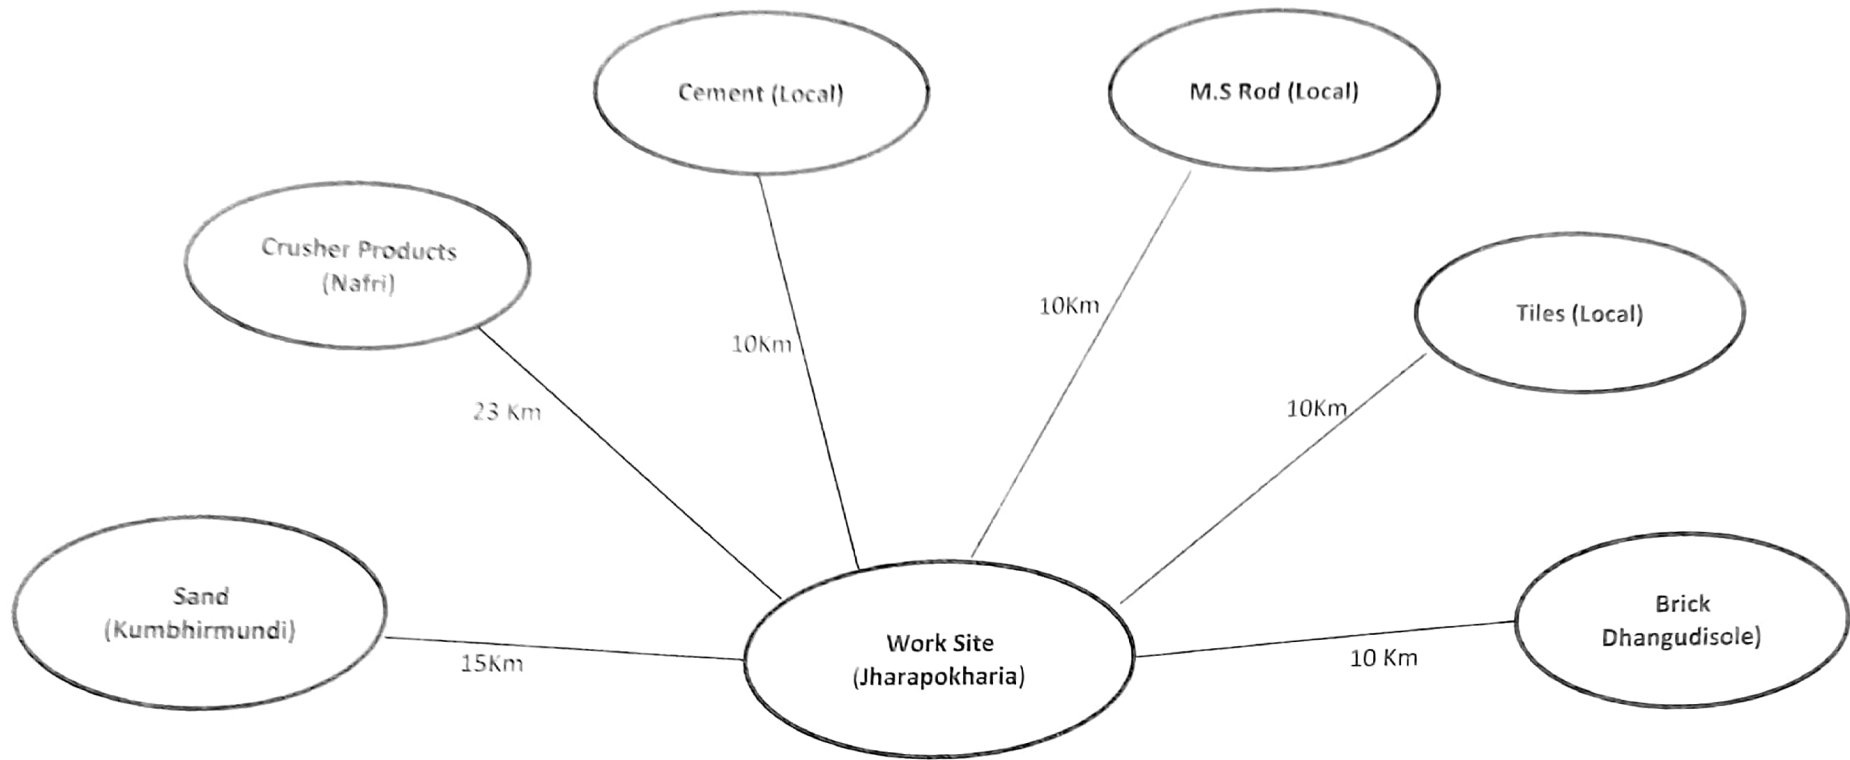 Cement (Local)
M.S Rod (Local)
Crusher Products
(Nafri)
10Km
Tiles (Local)
10Km
10Km
23 Km
Sand
(Kumbhirmundi)
15Km
Work Site
(Jharapokharia)
10 Km
Brick
Dhangudisole)